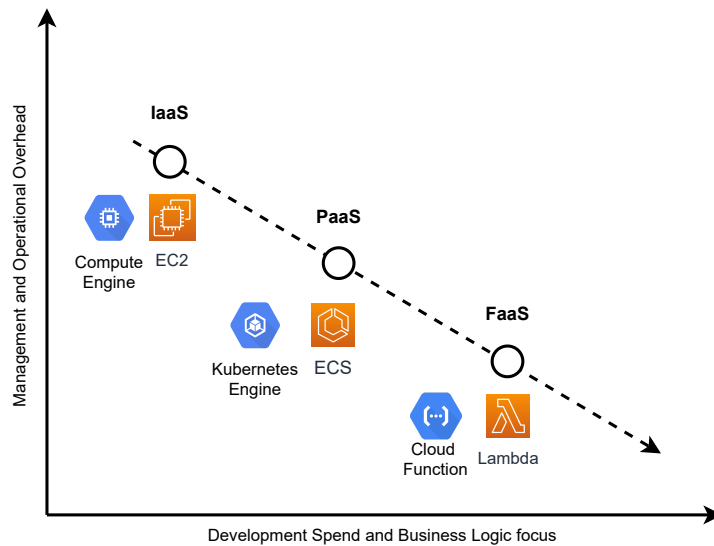 Management and Operational Overhead
IaaS
Compute
Engine
EC2
PaaS
Kubernetes
Engine
ECS
FaaS
Cloud
Function
Lambda
Development Spend and Business Logic focus